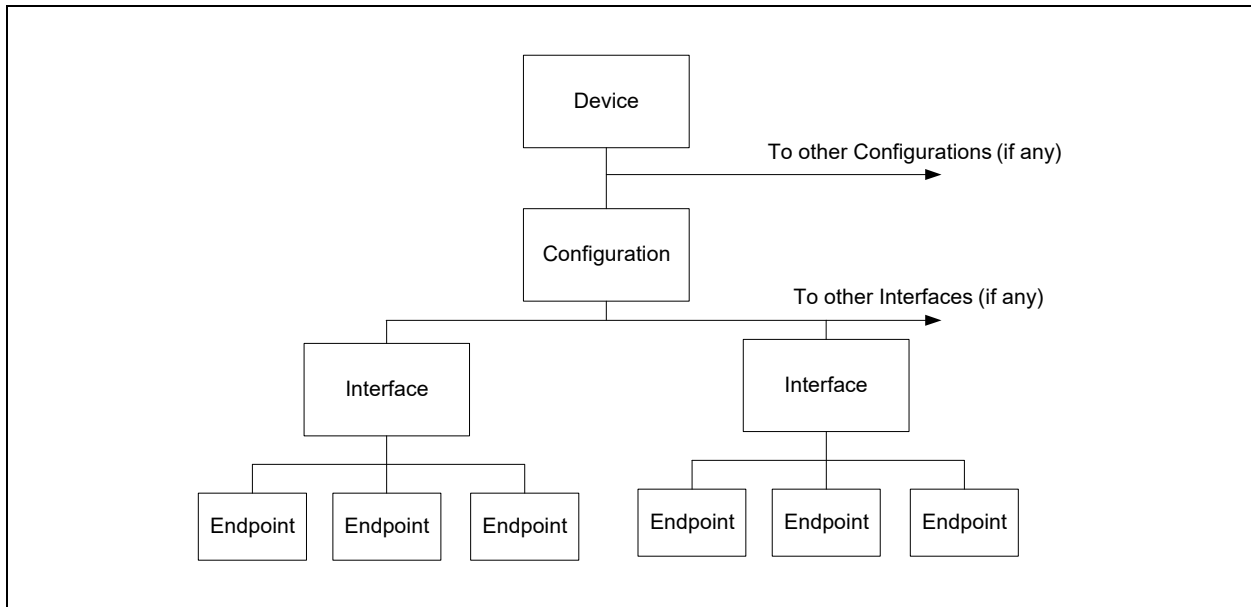 Device
To other Configurations (if any)
Configuration
To other Interfaces (if any)
Interface
Interface
Endpoint
Endpoint
Endpoint
Endpoint
Endpoint
Endpoint